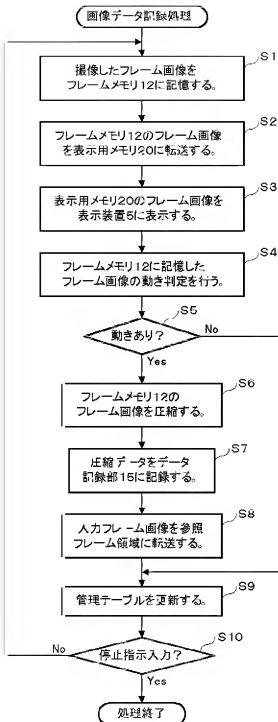 画像データ記録処理
S1
撮像したフレーム画像を
フレームメモリ12に記憶する。
S2
フレームメモリ12のフレーム画像
を表示用メモリ20に転送する。
S3
表示用メモリ20のフレーム画像を
表示装置5に表示する。
S4
フレームメモリ12に記憶した
フレーム画像の動き判定を行う。
S5
動きあり?
No
Yes
S6
フレームメモリ12の
フレーム画像を圧縮する。
S7
圧縮データをデータ
記録部15に記録する。
S8
入力フレーム画像を参照
フレーム領域に転送する。
S9
管理テーブルを更新する。
S10
No
停止指示入力?
Yes
処理終了